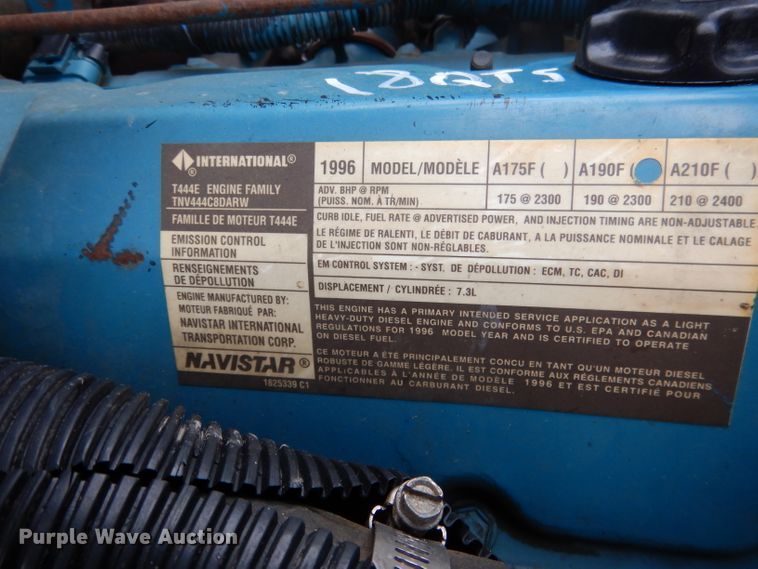 18QTS
INTERNATIONAL®
T444E ENGINE FAMILY
TNV444C8DARW
FAMILLE DE MOTEUR T444E
EMISSION CONTROL
INFORMATION
RENSEIGNEMENTS
DE DÉPOLLUTION
ENGINE MANUFACTURED BY:
MOTEUR FABRIQUÉ PAR:
NAVISTAR INTERNATIONAL
TRANSPORTATION CORP.
NAVISTAR®
1825339 C1
1996 MODEL/MODÈLE A175F ( ) A190F ( A210F ( )
ADV. BHP @ RPM
(PUISS. NOM. À TR/MIN) 175 @ 2300 190 @ 2300 210 @ 2400
CURB IDLE, FUEL RATE @ ADVERTISED POWER, AND INJECTION TIMING ARE NON-ADJUSTABLE
LE RÉGIME DE RALENTI, LE DÉBIT DE CABURANT, A LA PUISSANCE NOMINALE ET LE CALAGE
DE L'INJECTION SONT NON-RÉGLABLES.
EM CONTROL SYSTEM : - SYST. DE DÉPOLLUTION : ECM, TC, CAC, DI
DISPLACEMENT / CYLINDRÉE : 7.3L
THIS ENGINE HAS A PRIMARY INTENDED SERVICE APPLICATION AS A LIGHT
HEAVY-DUTY DIESEL ENGINE AND CONFORMS TO U.S. EPA AND CANADIAN
REGULATIONS FOR 1996 MODEL YEAR AND IS CERTIFIED TO OPERATE
ON DIESEL FUEL.
CE MOTEUR A ÉTÉ PRINCIPALEMENT CONCU EN TANT QU'UN MOTEUR DIESEL
ROBUSTE DE GAMME LÉGÈRE. IL EST CONFORME AUX RÉGLEMENTS CANADIENS
APPLICABLES À L'ANNÉE DE MODÈLE 1996 ET EST CERTIFIÉ POUR
FONCTIONNER AU CARBURANT DIESEL.
Purple Wave Auction
purplewave.com